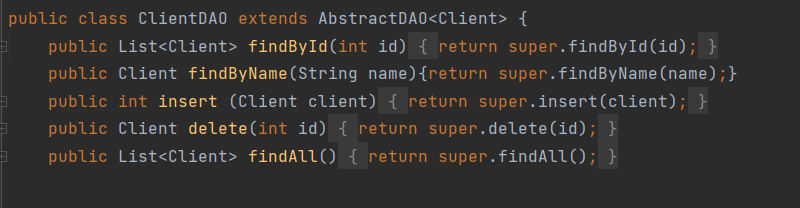 public class ClientDAO extends AbstractDAO<Client> {
public List<Client> findById(int id) { return super.findById(id); }
public Client findByName(String name){return super.findByName(name);}
public int insert (Client client) { return super.insert(client); }
public Client delete(int id) { return super.delete(id); }
public List<Client> findAll() { return super.findAll(); }